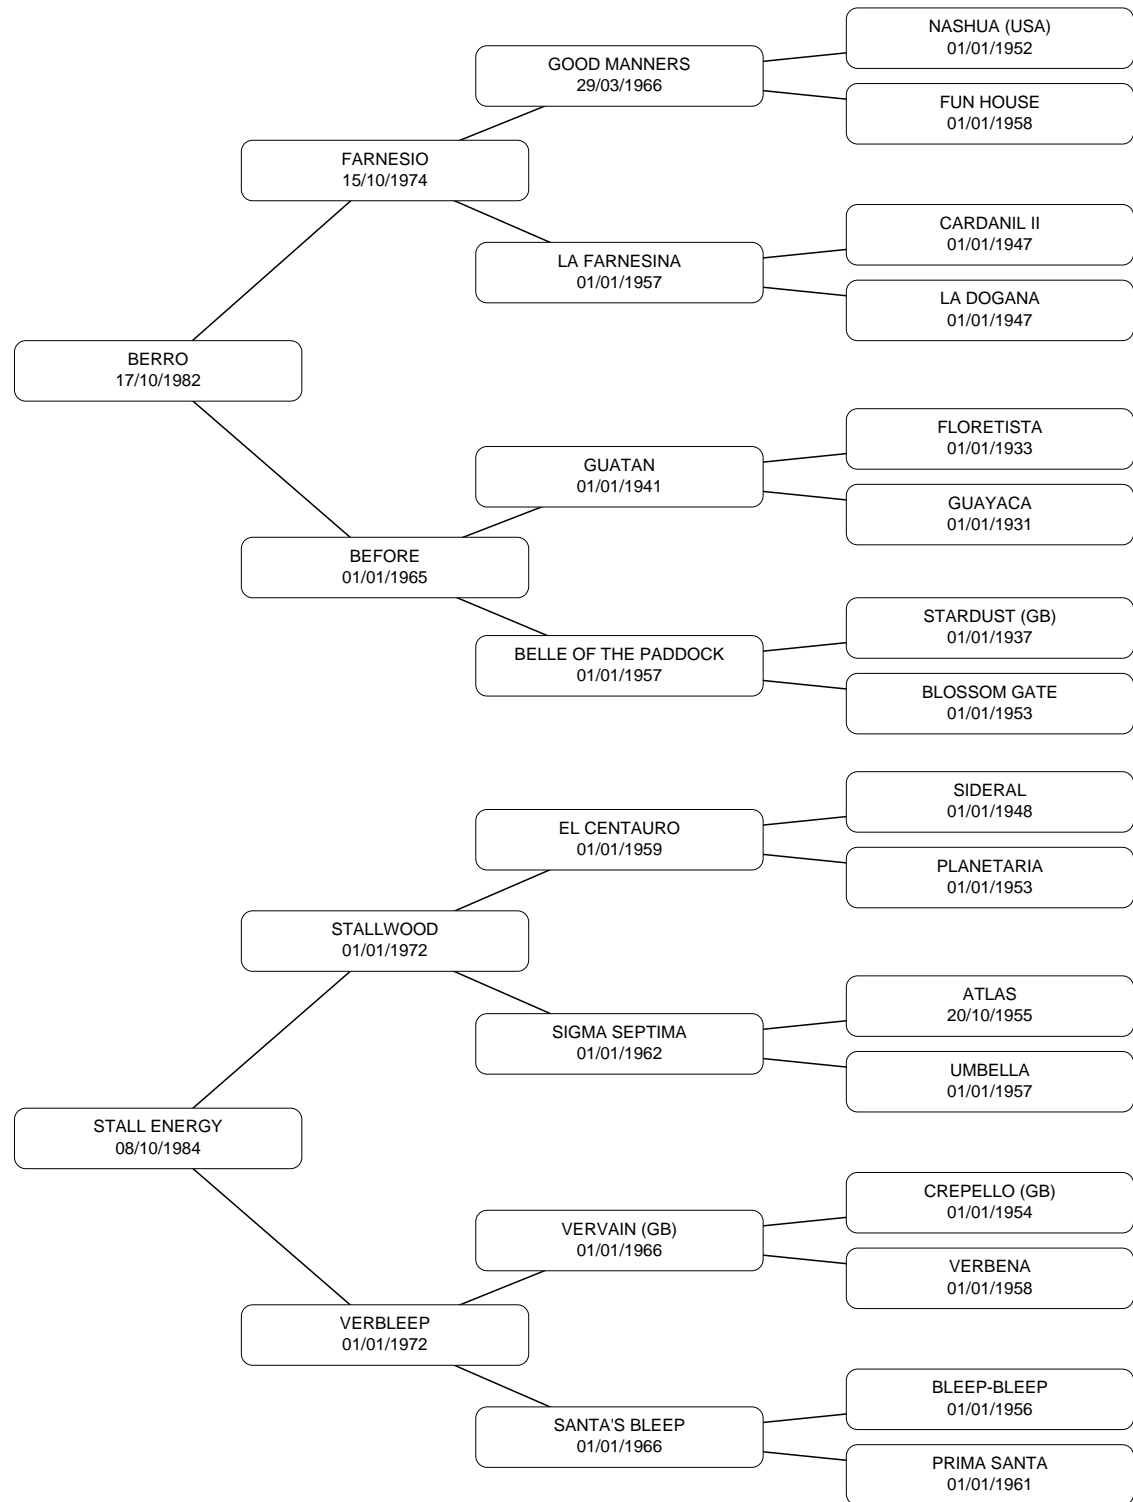 NASHUA (USA)
01/01/1952
GOOD MANNERS
29/03/1966
FUN HOUSE
01/01/1958
FARNESIO
15/10/1974
CARDANIL II
01/01/1947
LA FARNESINA
01/01/1957
LA DOGANA
01/01/1947
BERRO
17/10/1982
FLORETISTA
01/01/1933
GUATAN
01/01/1941
GUAYACA
01/01/1931
BEFORE
01/01/1965
STARDUST (GB)
01/01/1937
BELLE OF THE PADDOCK
01/01/1957
BLOSSOM GATE
01/01/1953
SIDERAL
01/01/1948
EL CENTAURO
01/01/1959
PLANETARIA
01/01/1953
STALLWOOD
01/01/1972
ATLAS
20/10/1955
SIGMA SEPTIMA
01/01/1962
UMBELLA
01/01/1957
STALL ENERGY
08/10/1984
CREPELLO (GB)
01/01/1954
VERVAIN (GB)
01/01/1966
VERBENA
01/01/1958
VERBLEEP
01/01/1972
BLEEP-BLEEP
01/01/1956
SANTA'S BLEEP
01/01/1966
PRIMA SANTA
01/01/1961